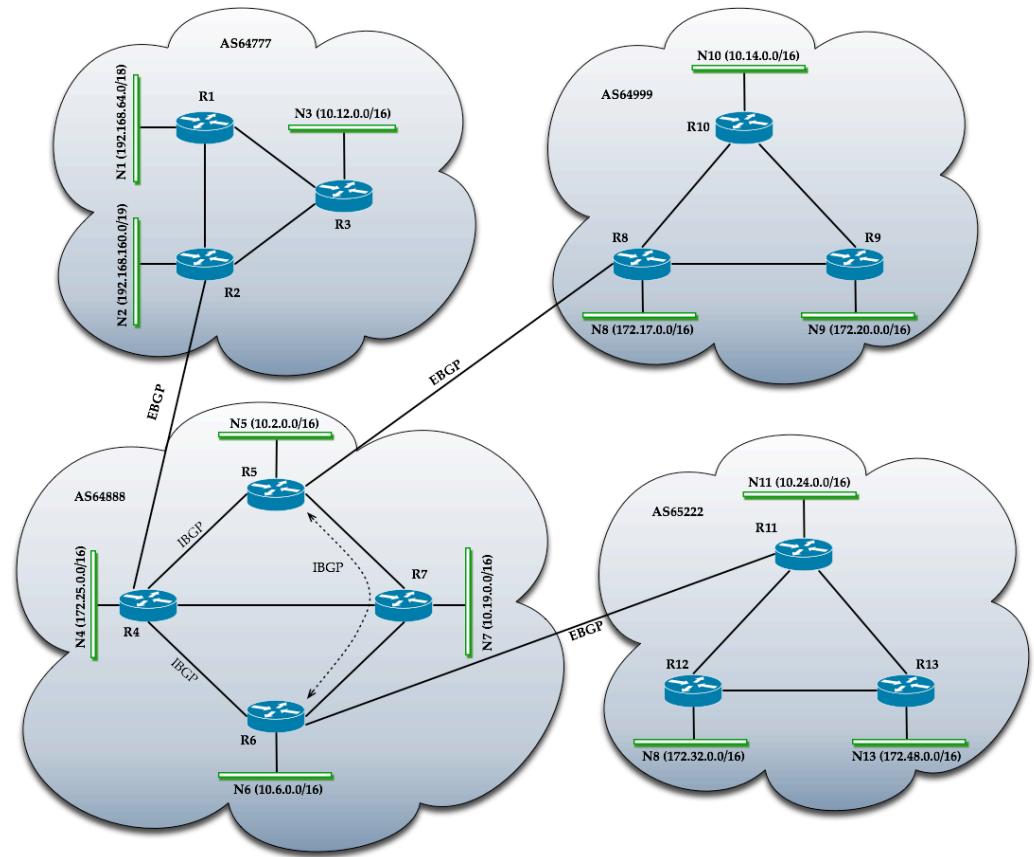 AS64777
R1
N1 (192.168.64.0/18)
N3 (10.12.0.0/16)
R3
N2 (192.168.160.0/19)
R2
AS64999
N10 (10.14.0.0/16)
R10
R8
R9
N8 (172.17.0.0/16)
N9 (172.20.0.0/16)
EBGP
EBGP
AS64888
N5 (10.2.0.0/16)
R5
IBGP
IBGP
R7
N4 (172.25.0.0/16)
R4
N7 (10.19.0.0/16)
IBGP
R6
N6 (10.6.0.0/16)
EBGP
AS65222
N11 (10.24.0.0/16)
R11
R12
R13
N8 (172.32.0.0/16)
N13 (172.48.0.0/16)